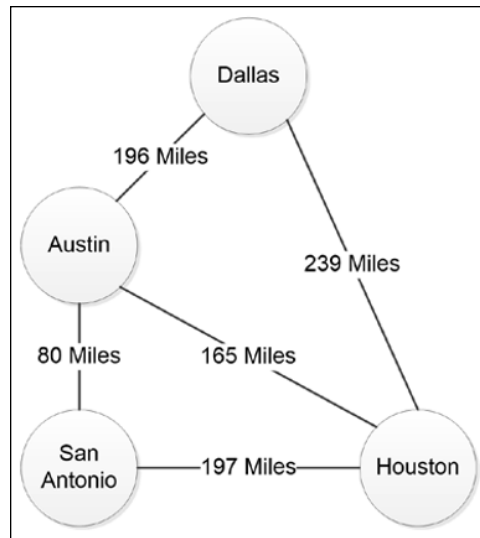 Dallas
196 Miles
Austin
239 Miles
80 Miles
165 Miles
San
Antonio
197 Miles
Houston